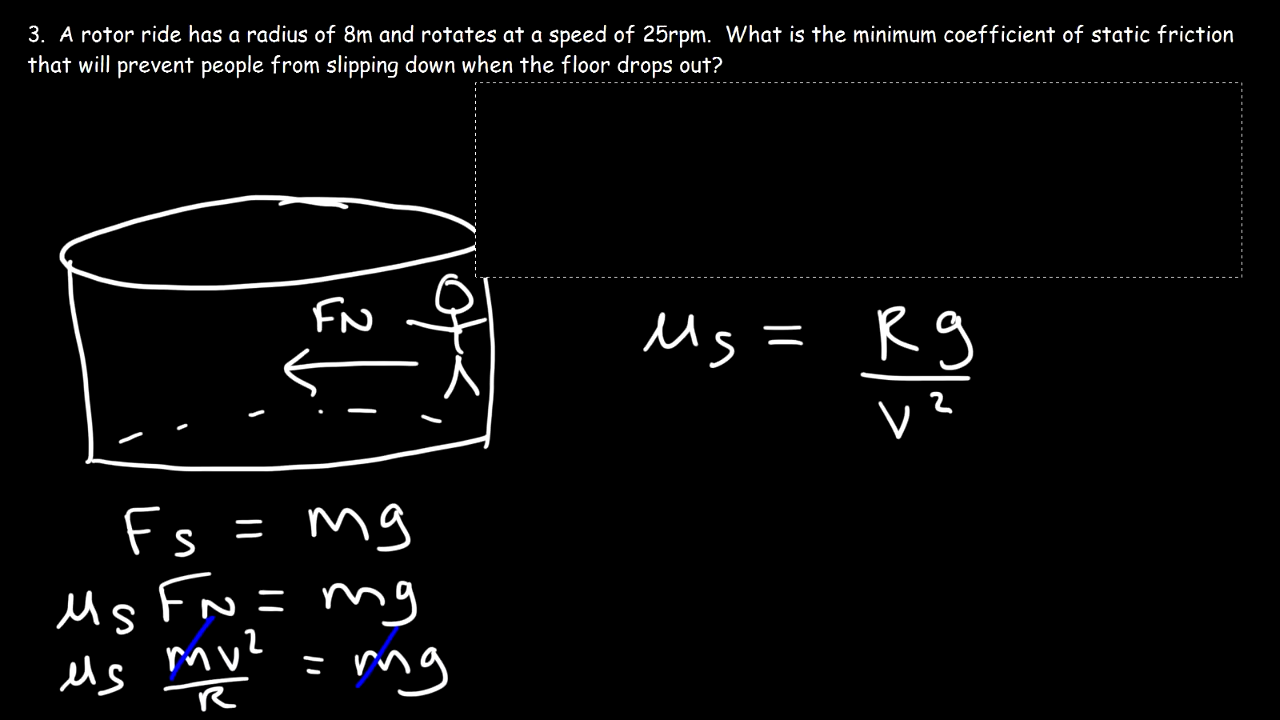 3. A rotor ride has a radius of 8m and rotates at a speed of 25rpm. What is the minimum coefficient of static friction
that will prevent people from slipping down when the floor drops out?
FN
μs = Rg / v²
Fs = mg
μs FN = mg
μs mv² / R = mg